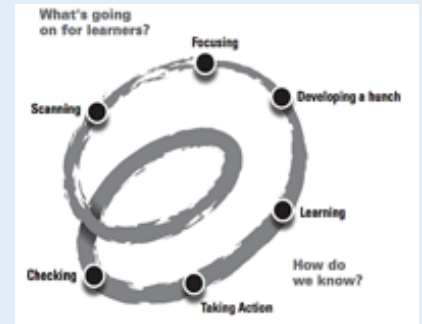 What's going
on for learners?
Focusing
Scanning
Developing a hunch
Learning
How do
we know?
Checking
Taking Action